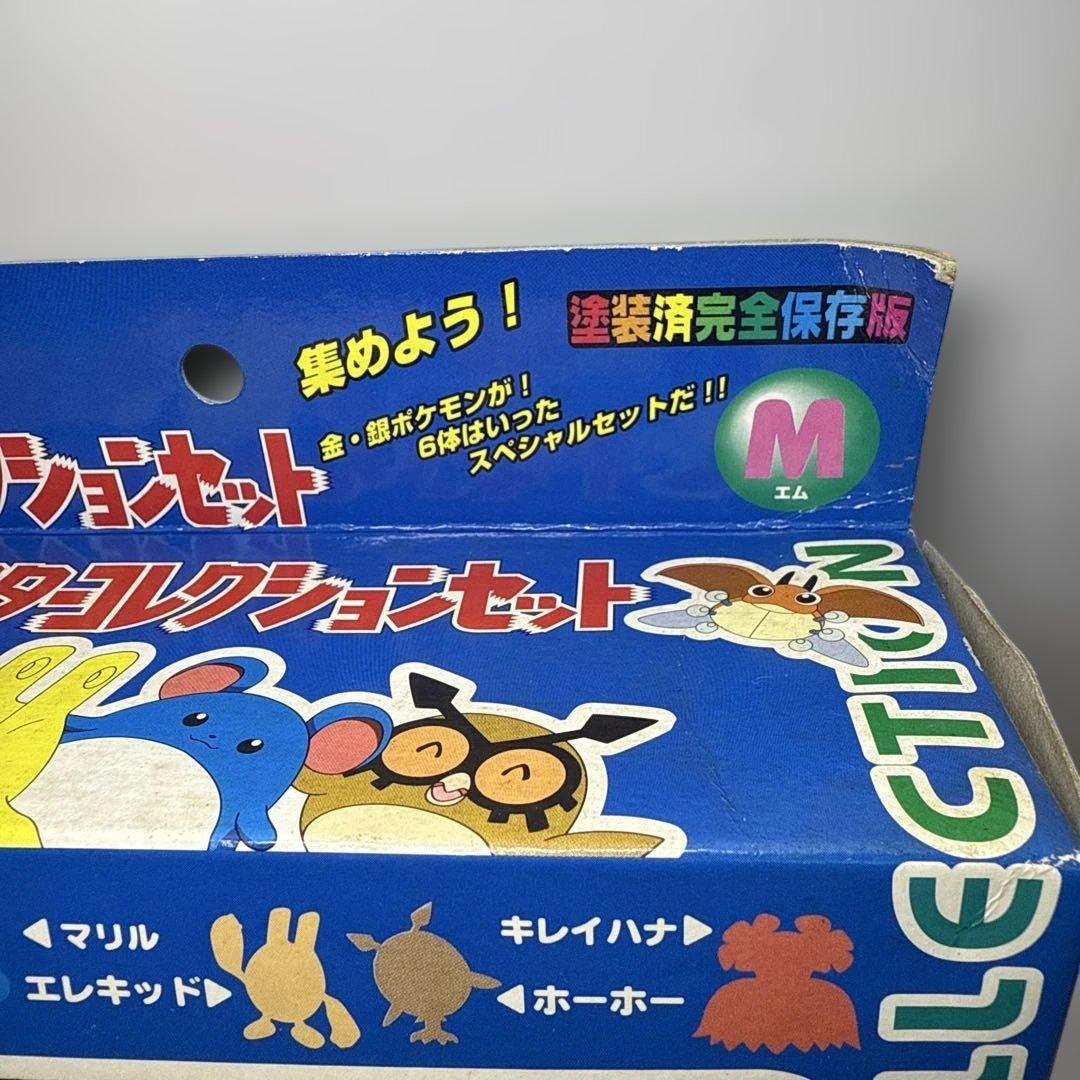 集めよう！
塗装済完全保存版
金・銀ポケモンが！
6体はいった
スペシャルセットだ!!
M
エム
クションセット
ターコレクションセット
LLECTION
◀マリル
エレキッド▶
キレイハナ▶
◀ホーホー